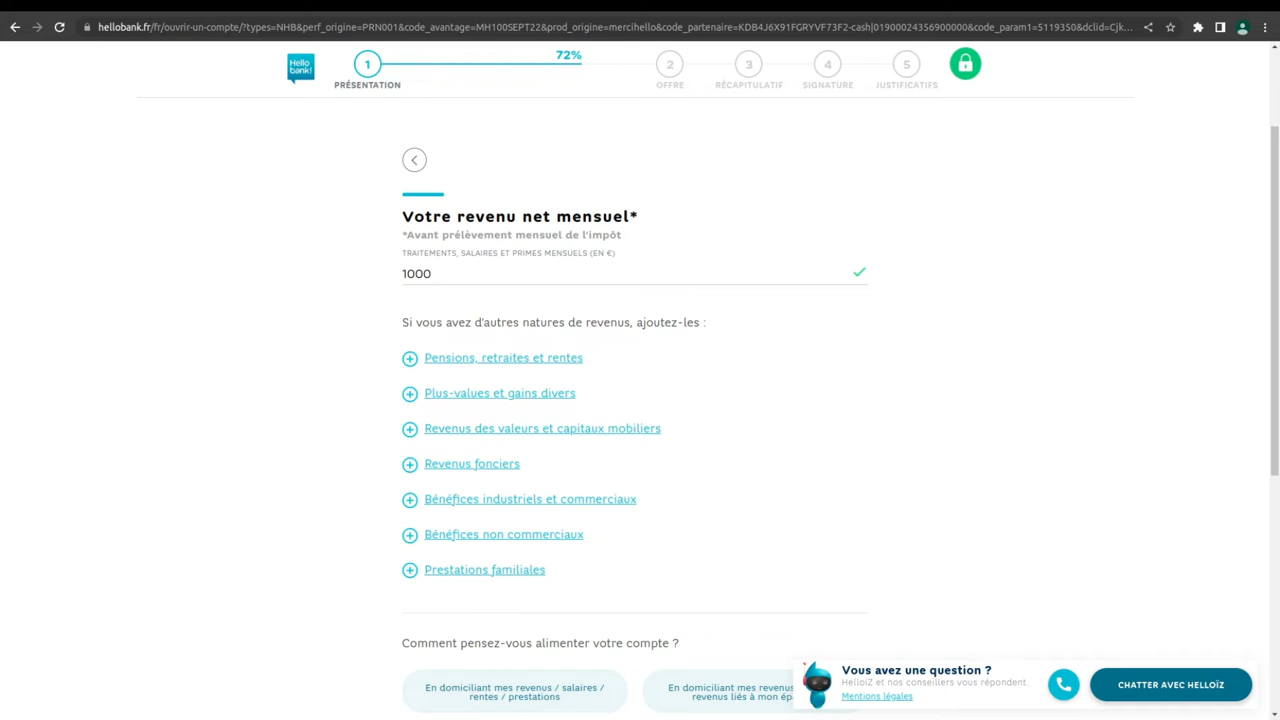 hellobank.fr/fr/ouvrir-un-compte/?types=NHB&perf_origine=PRN001&code_avantage=MH100SEPT22&prod_origine=mercihello&code_partenaire=KDB4J6X91FGRYVF73F2-cash|01900024356900000&code_param1=5119350&dclid=Cjk...
Hello bank!
1
72%
2
3
4
5
PRÉSENTATION
OFFRE
RÉCAPITULATIF
SIGNATURE
JUSTIFICATIFS
Votre revenu net mensuel*
*Avant prélèvement mensuel de l'impôt
TRAITEMENTS, SALAIRES ET PRIMES MENSUELS (EN €)
1000
Si vous avez d'autres natures de revenus, ajoutez-les :
Pensions, retraites et rentes
Plus-values et gains divers
Revenus des valeurs et capitaux mobiliers
Revenus fonciers
Bénéfices industriels et commerciaux
Bénéfices non commerciaux
Prestations familiales
Comment pensez-vous alimenter votre compte ?
En domiciliant mes revenus / salaires /
rentes / prestations
En domiciliant mes revenus
revenus liés à mon
Vous avez une question ?
HelloïZ et nos conseillers vous répondent.
Mentions légales
CHATTER AVEC HELLOÏZ